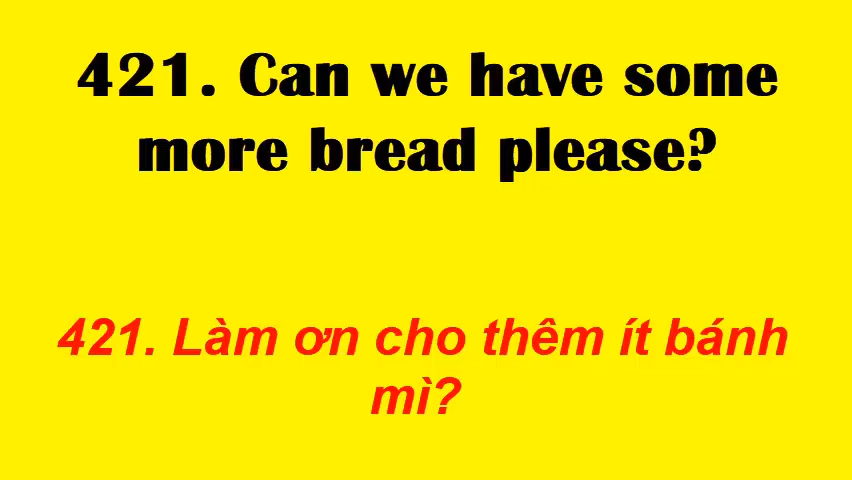 421. Can we have some
more bread please?
421. Làm ơn cho thêm ít bánh
mì?